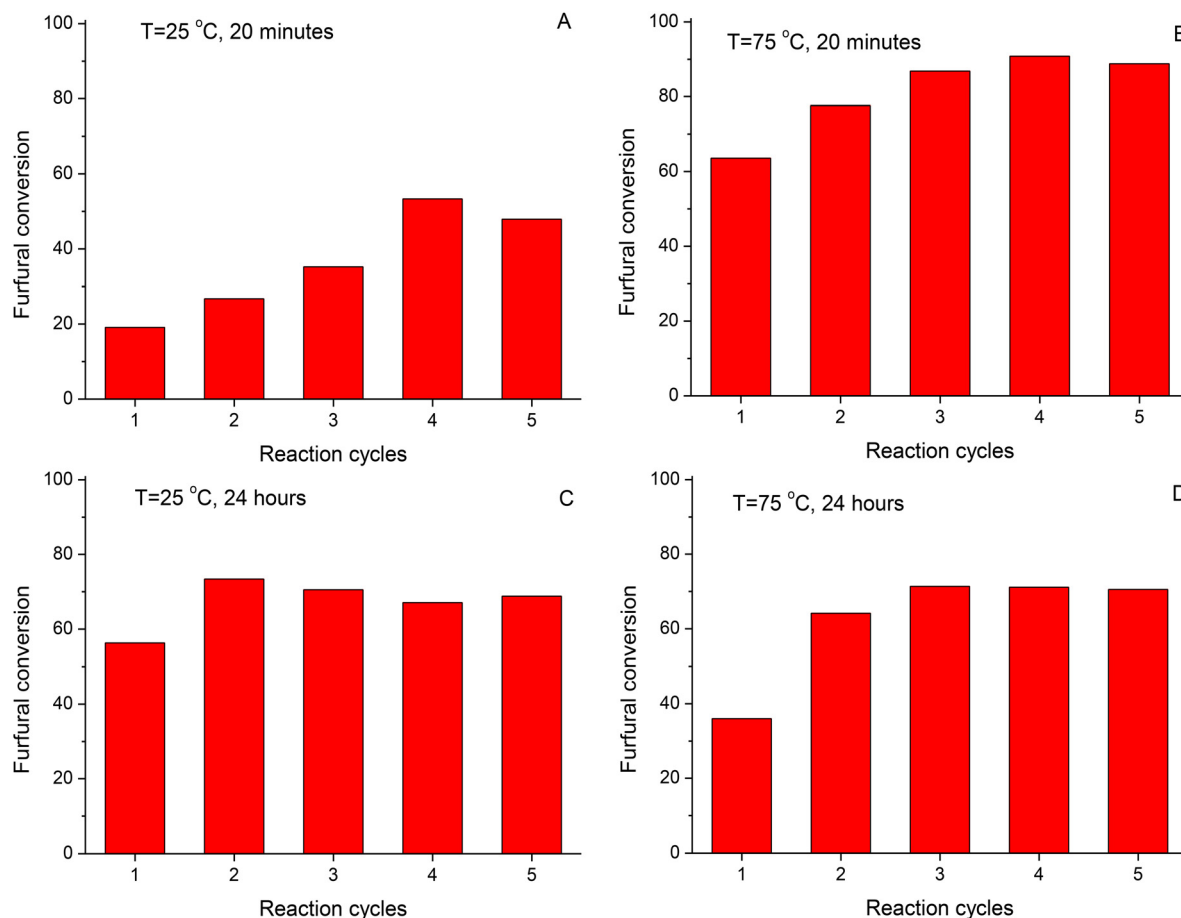 T=25 °C, 20 minutes
A
100
80
60
40
20
0
Furfural conversion
1 2 3 4 5
Reaction cycles
T=75 °C, 20 minutes
B
100
80
60
40
20
0
Furfural conversion
1 2 3 4 5
Reaction cycles
T=25 °C, 24 hours
C
100
80
60
40
20
0
Furfural conversion
1 2 3 4 5
Reaction cycles
T=75 °C, 24 hours
D
100
80
60
40
20
0
Furfural conversion
1 2 3 4 5
Reaction cycles